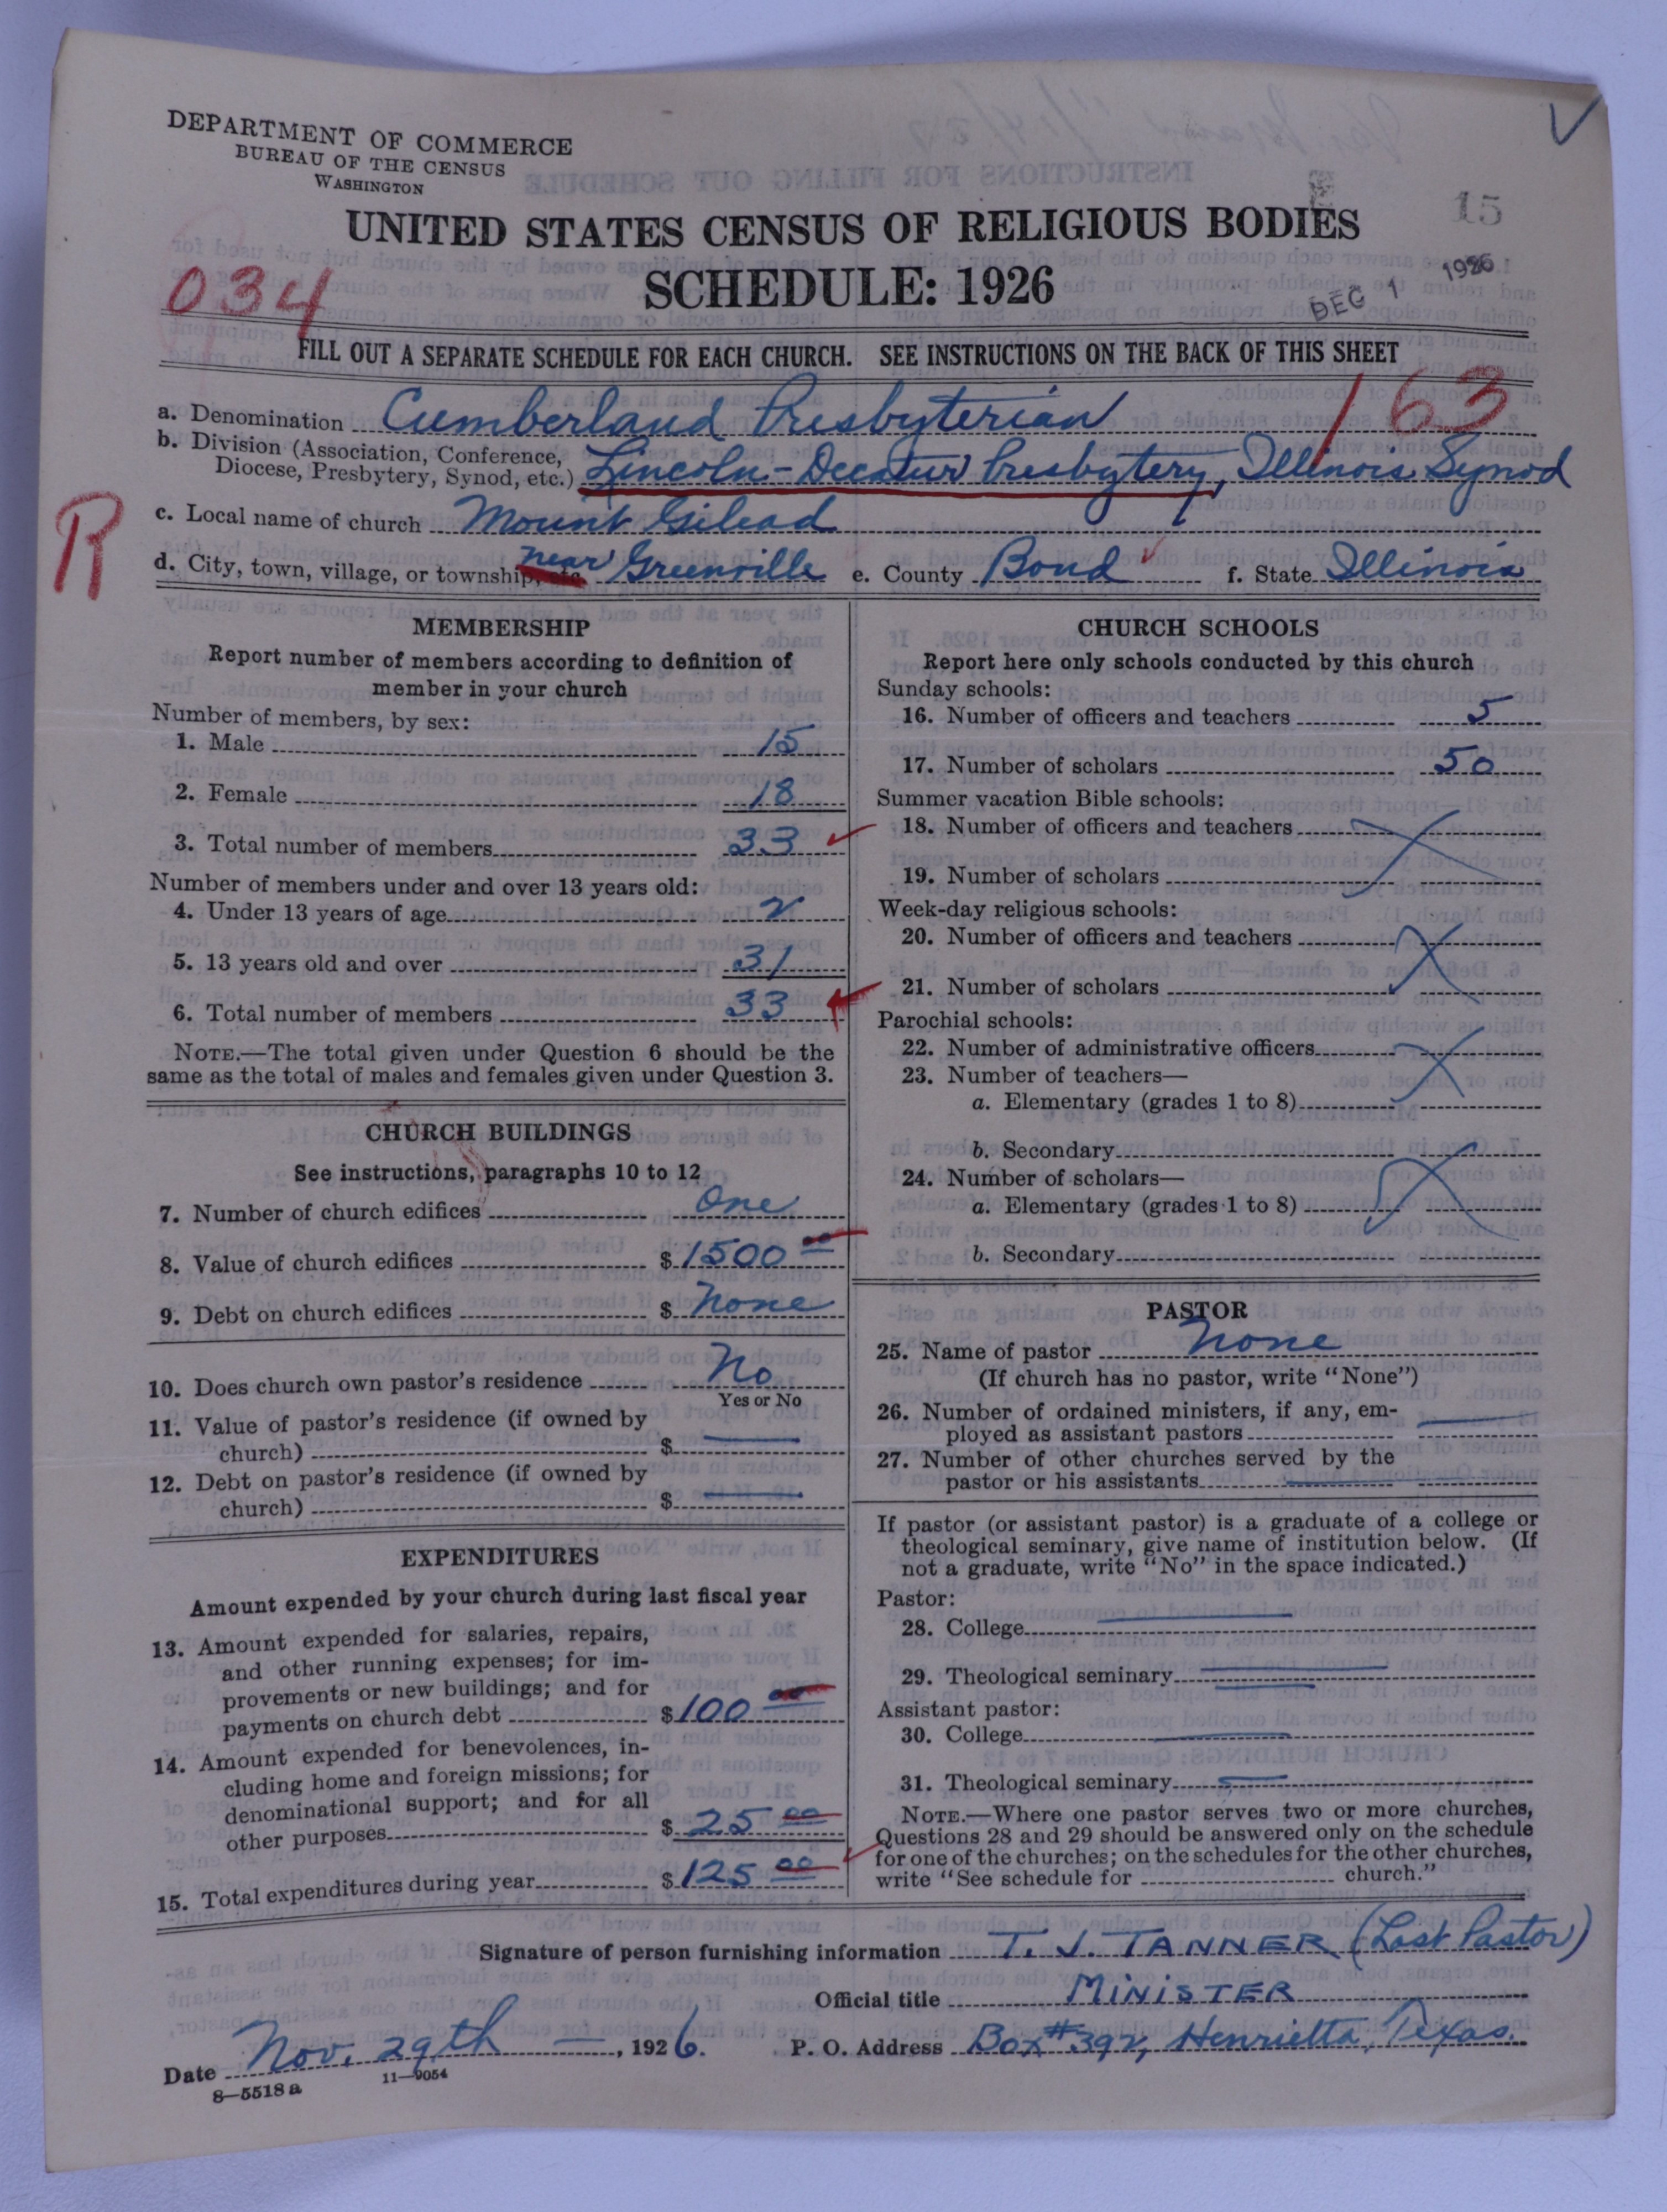 DEPARTMENT OF COMMERCE
BUREAU OF THE CENSUS
WASHINGTON
UNITED STATES CENSUS OF RELIGIOUS BODIES
15
SCHEDULE: 1926
034
DEC 1 1926
FILL OUT A SEPARATE SCHEDULE FOR EACH CHURCH. SEE INSTRUCTIONS ON THE BACK OF THIS SHEET
163
a. Denomination Cumberland Presbyterian
b. Division (Association, Conference,
Diocese, Presbytery, Synod, etc.) Lincoln-Decatur Presbytery, Illinois Synod
R
c. Local name of church Mount Gilead
d. City, town, village, or township, etc. near Greenville e. County Bond f. State Illinois
MEMBERSHIP
Report number of members according to definition of
member in your church
Number of members, by sex:
1. Male 15
2. Female 18
3. Total number of members 33
Number of members under and over 13 years old:
4. Under 13 years of age 2
5. 13 years old and over 31
6. Total number of members 33
NOTE.—The total given under Question 6 should be the
same as the total of males and females given under Question 3.
CHURCH BUILDINGS
See instructions, paragraphs 10 to 12
7. Number of church edifices One
8. Value of church edifices $ 1500 00
9. Debt on church edifices $ None
10. Does church own pastor's residence No
Yes or No
11. Value of pastor's residence (if owned by
church) $
12. Debt on pastor's residence (if owned by
church) $
EXPENDITURES
Amount expended by your church during last fiscal year
13. Amount expended for salaries, repairs,
and other running expenses; for im-
provements or new buildings; and for
payments on church debt $ 100 00
14. Amount expended for benevolences, in-
cluding home and foreign missions; for
denominational support; and for all
other purposes $ 25 00
15. Total expenditures during year $ 125 00
CHURCH SCHOOLS
Report here only schools conducted by this church
Sunday schools:
16. Number of officers and teachers 5
17. Number of scholars 50
Summer vacation Bible schools:
18. Number of officers and teachers
19. Number of scholars
Week-day religious schools:
20. Number of officers and teachers
21. Number of scholars
Parochial schools:
22. Number of administrative officers
23. Number of teachers—
a. Elementary (grades 1 to 8)
b. Secondary
24. Number of scholars—
a. Elementary (grades 1 to 8)
b. Secondary
PASTOR
25. Name of pastor None
(If church has no pastor, write "None")
26. Number of ordained ministers, if any, em-
ployed as assistant pastors
27. Number of other churches served by the
pastor or his assistants
If pastor (or assistant pastor) is a graduate of a college or
theological seminary, give name of institution below. (If
not a graduate, write "No" in the space indicated.)
Pastor:
28. College
29. Theological seminary
Assistant pastor:
30. College
31. Theological seminary
NOTE.—Where one pastor serves two or more churches,
Questions 28 and 29 should be answered only on the schedule
for one of the churches; on the schedules for the other churches,
write "See schedule for church."
Signature of person furnishing information T. J. TANNER (Last Pastor)
Official title MINISTER
Date Nov. 29th — , 1926. P. O. Address Box #392, Henrietta, Texas.
8—5518 a 11—9054